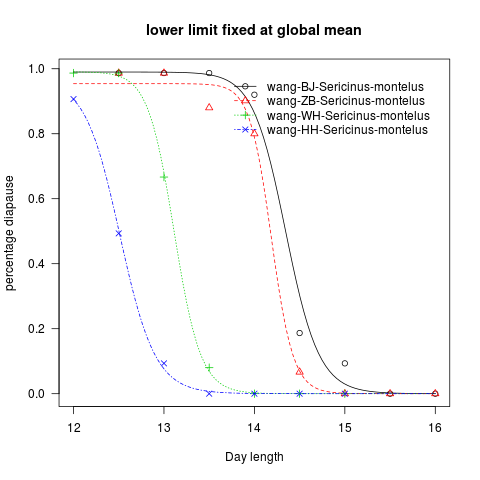 lower limit fixed at global mean
wang-BJ-Sericinus-montelus
wang-ZB-Sericinus-montelus
wang-WH-Sericinus-montelus
wang-HH-Sericinus-montelus
percentage diapause
1.0
0.8
0.6
0.4
0.2
0.0
12 13 14 15 16
Day length